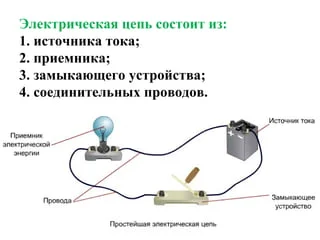 Электрическая цепь состоит из:
1. источника тока;
2. приемника;
3. замыкающего устройства;
4. соединительных проводов.
Источник тока
Приемник
электрической
энергии
Провода
Замыкающее
устройство
Простейшая электрическая цепь